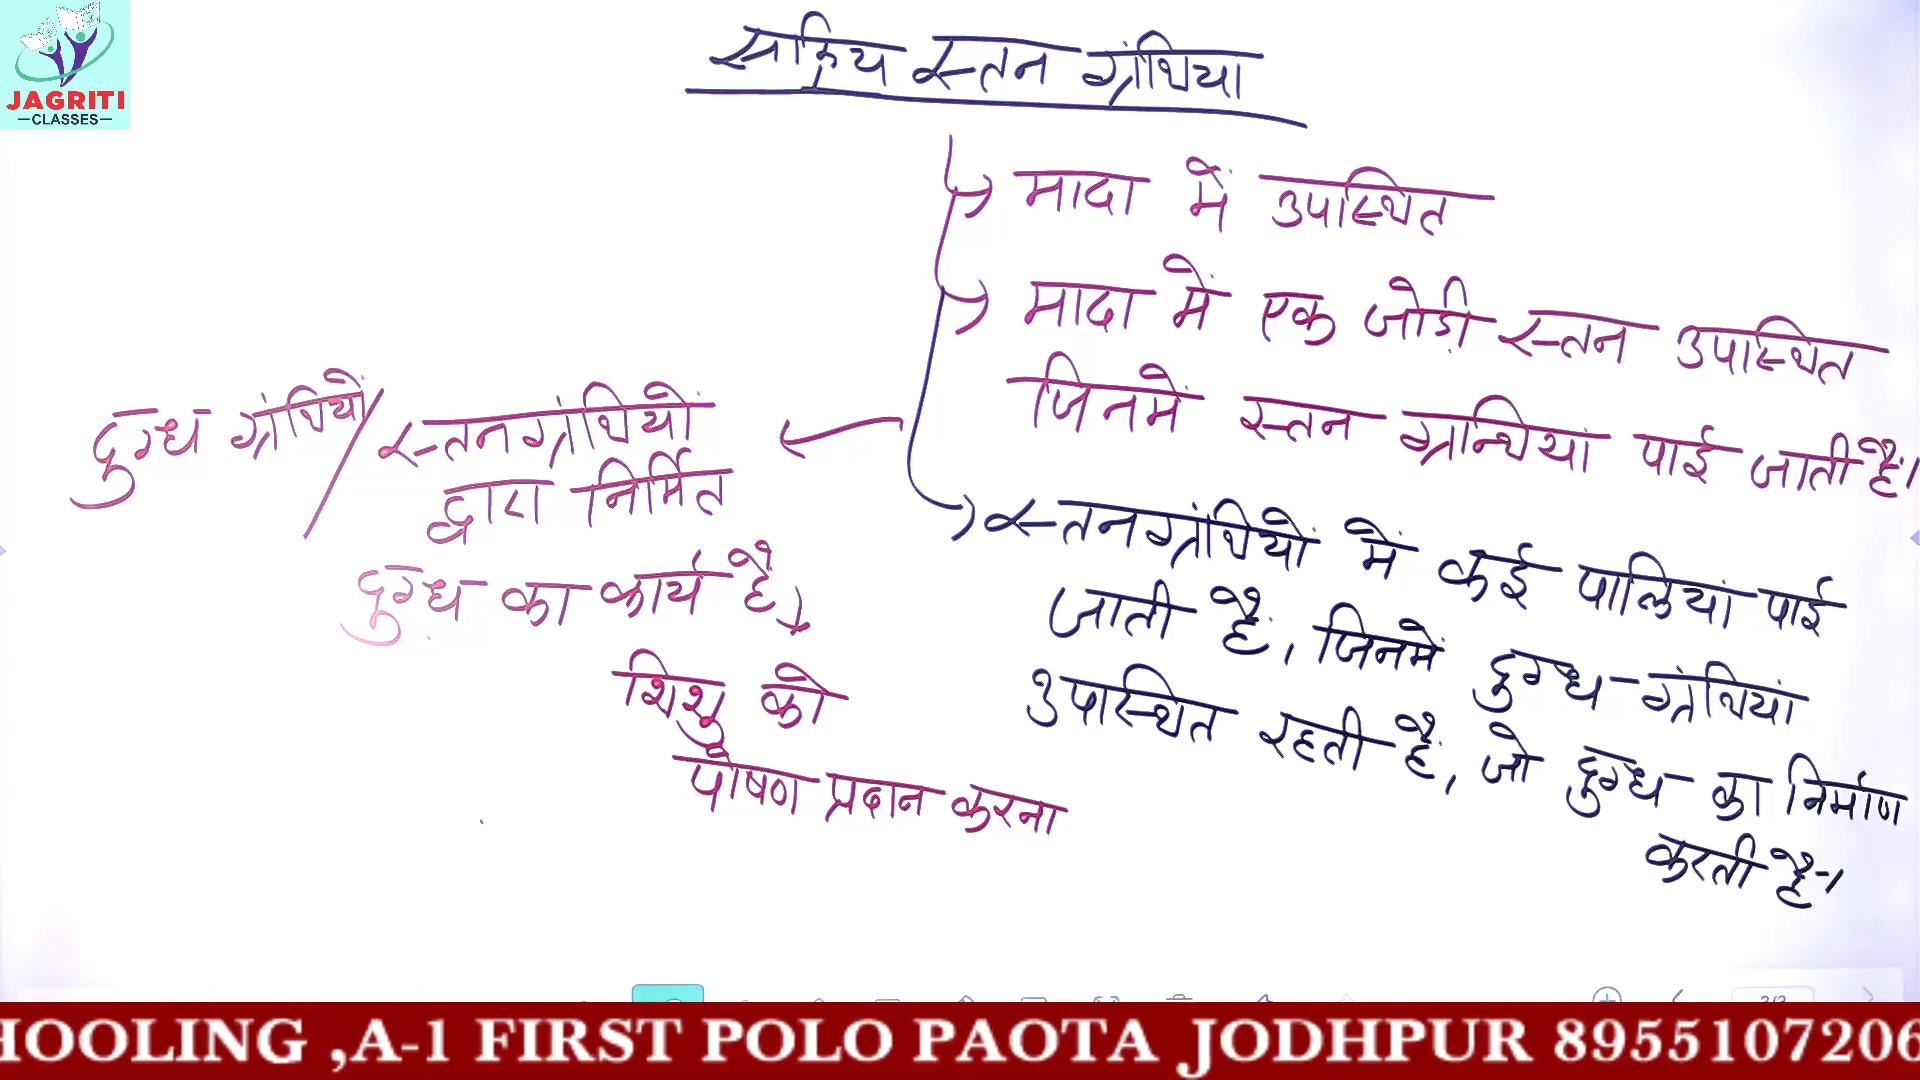 JAGRITI
—CLASSES—
सक्रिय स्तन ग्रंथिया
मादा में उपस्थित
मादा में एक जोड़ी स्तन उपस्थित
जिनमें स्तन ग्रन्थियां पाई जाती हैं।
स्तनग्रंथियों में कई पालियां पाई
जाती हैं, जिनमें दुग्ध-ग्रंथियां
उपस्थित रहती हैं, जो दुग्ध का निर्माण
करती है-।
दुग्ध ग्रंथियों/स्तनग्रंथियों
द्वारा निर्मित
दुग्ध का कार्य है।
शिशु को
पोषण प्रदान करना
HOOLING ,A-1 FIRST POLO PAOTA JODHPUR 8955107206